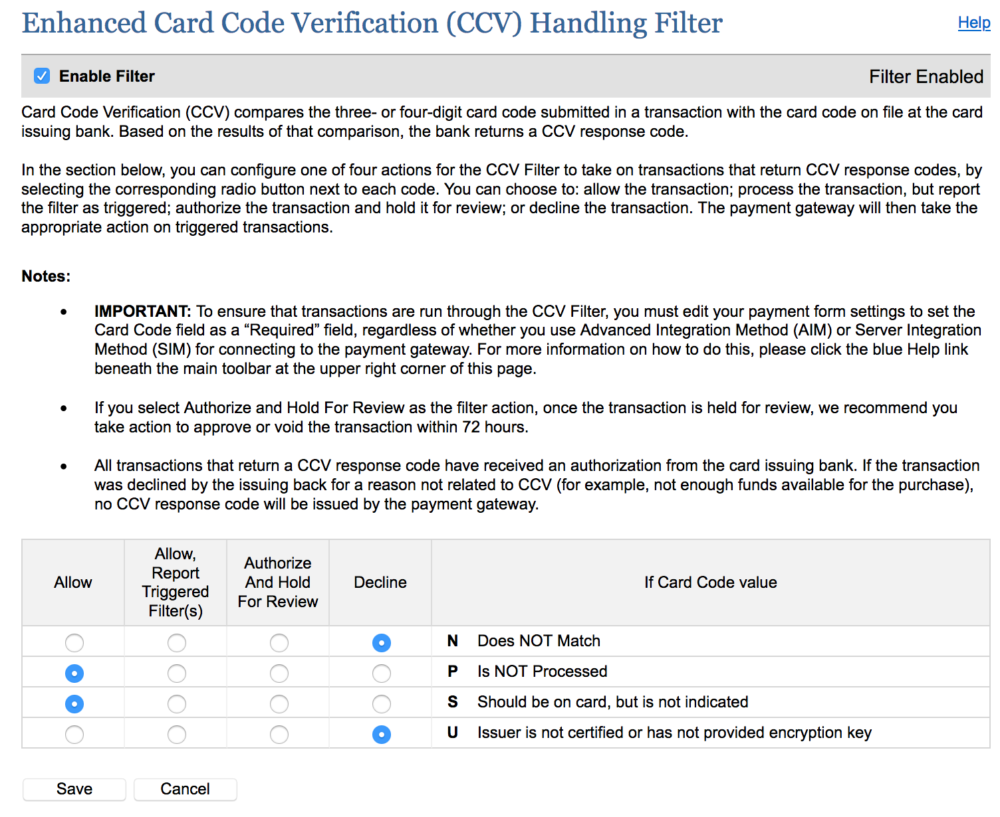 Enhanced Card Code Verification (CCV) Handling Filter
Help
Enable Filter
Filter Enabled
Card Code Verification (CCV) compares the three- or four-digit card code submitted in a transaction with the card code on file at the card
issuing bank. Based on the results of that comparison, the bank returns a CCV response code.
In the section below, you can configure one of four actions for the CCV Filter to take on transactions that return CCV response codes, by
selecting the corresponding radio button next to each code. You can choose to: allow the transaction; process the transaction, but report
the filter as triggered; authorize the transaction and hold it for review; or decline the transaction. The payment gateway will then take the
appropriate action on triggered transactions.
Notes:
• IMPORTANT: To ensure that transactions are run through the CCV Filter, you must edit your payment form settings to set the
Card Code field as a “Required” field, regardless of whether you use Advanced Integration Method (AIM) or Server Integration
Method (SIM) for connecting to the payment gateway. For more information on how to do this, please click the blue Help link
beneath the main toolbar at the upper right corner of this page.
• If you select Authorize and Hold For Review as the filter action, once the transaction is held for review, we recommend you
take action to approve or void the transaction within 72 hours.
• All transactions that return a CCV response code have received an authorization from the card issuing bank. If the transaction
was declined by the issuing back for a reason not related to CCV (for example, not enough funds available for the purchase),
no CCV response code will be issued by the payment gateway.
Allow
Allow,
Report
Triggered
Filter(s)
Authorize
And Hold
For Review
Decline
If Card Code value
N Does NOT Match
P Is NOT Processed
S Should be on card, but is not indicated
U Issuer is not certified or has not provided encryption key
Save
Cancel